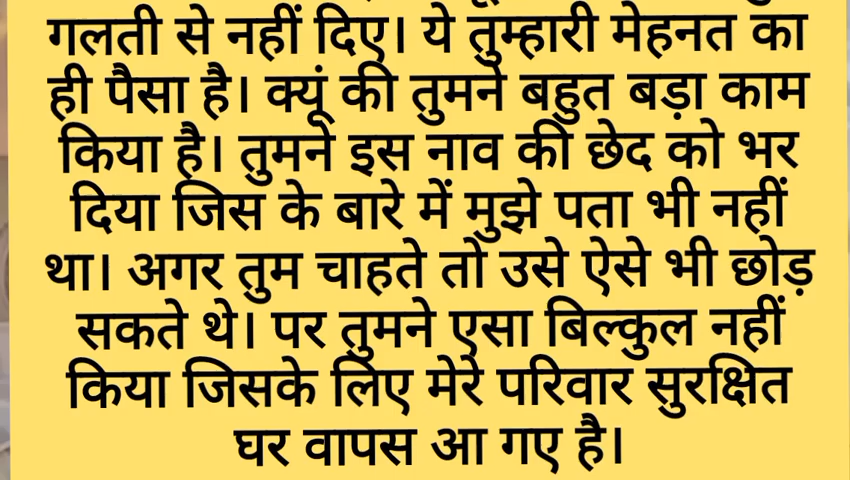 गलती से नहीं दिए। ये तुम्हारी मेहनत का
ही पैसा है। क्यूं की तुमने बहुत बड़ा काम
किया है। तुमने इस नाव की छेद को भर
दिया जिस के बारे में मुझे पता भी नहीं
था। अगर तुम चाहते तो उसे ऐसे भी छोड़
सकते थे। पर तुमने एसा बिल्कुल नहीं
किया जिसके लिए मेरे परिवार सुरक्षित
घर वापस आ गए है।